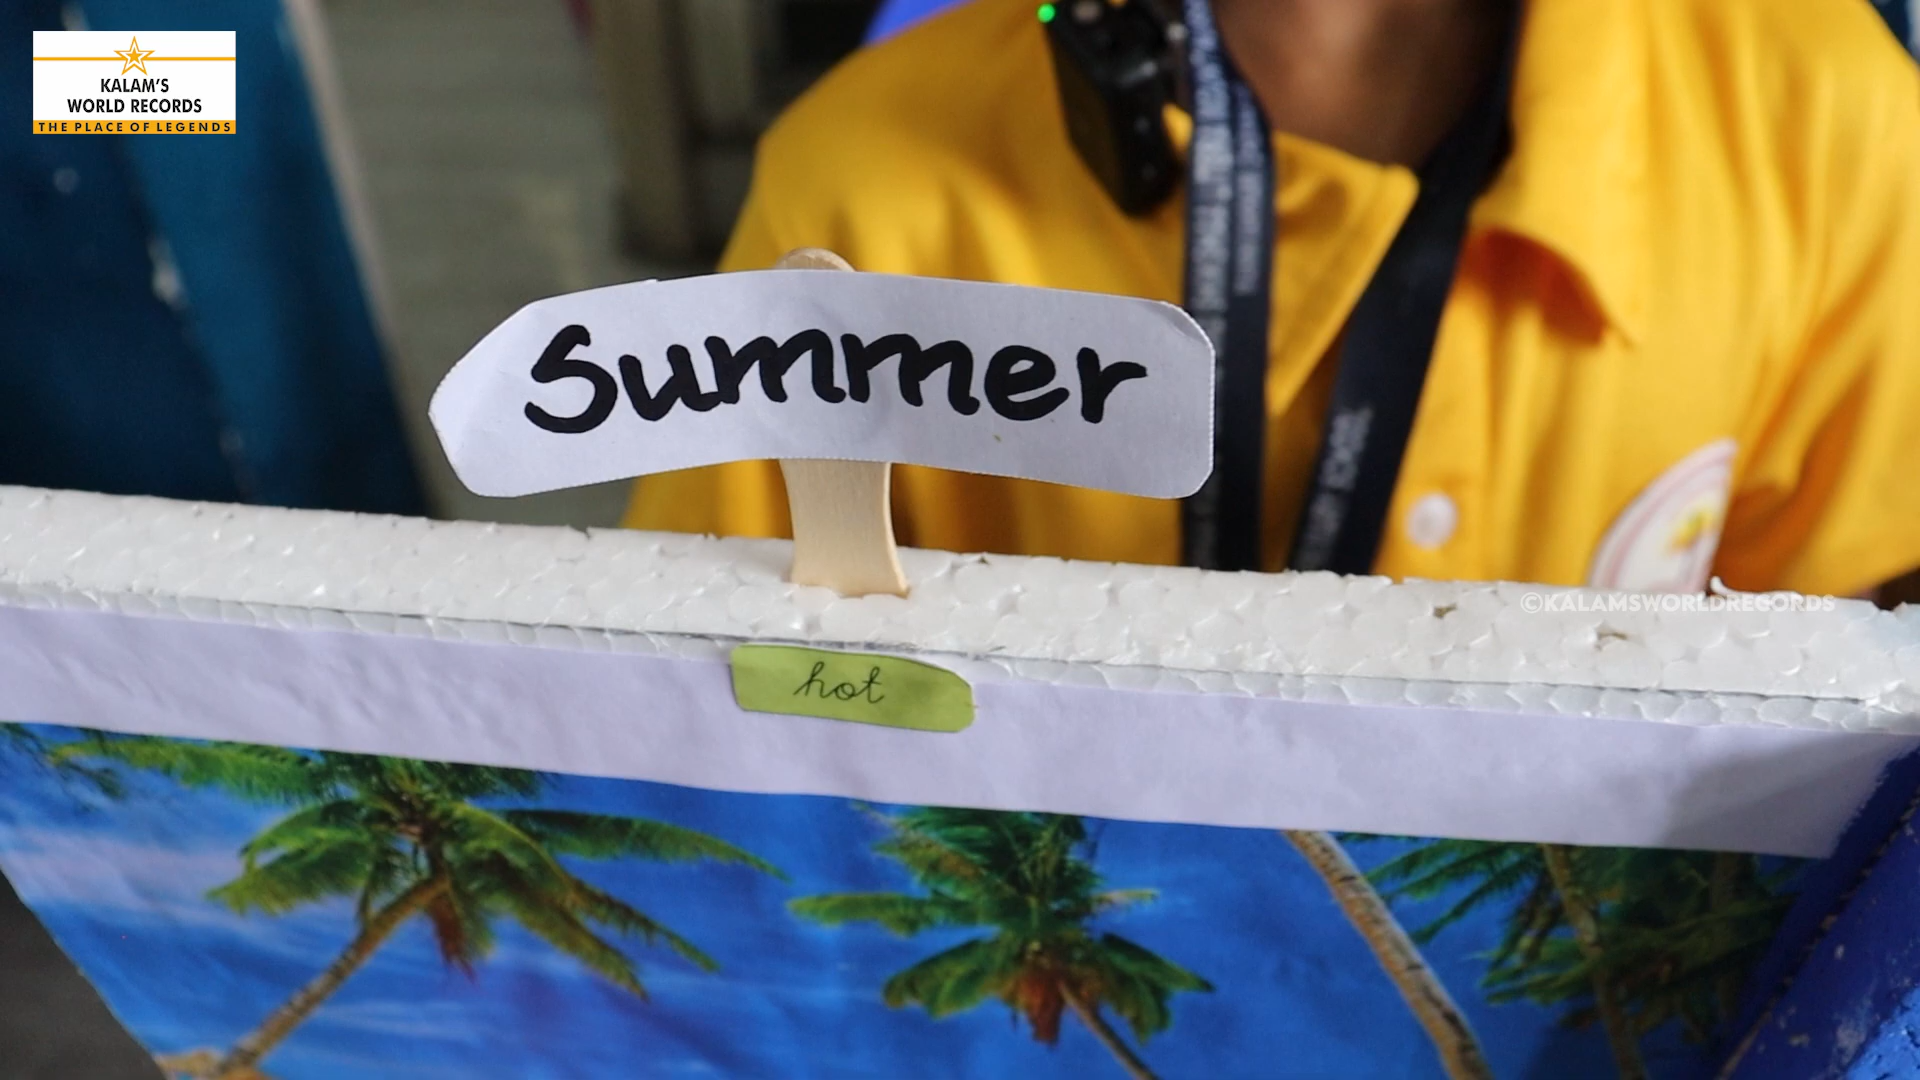 KALAM'S
WORLD RECORDS
THE PLACE OF LEGENDS
Summer
©KALAMSWORLDRECORDS
hot